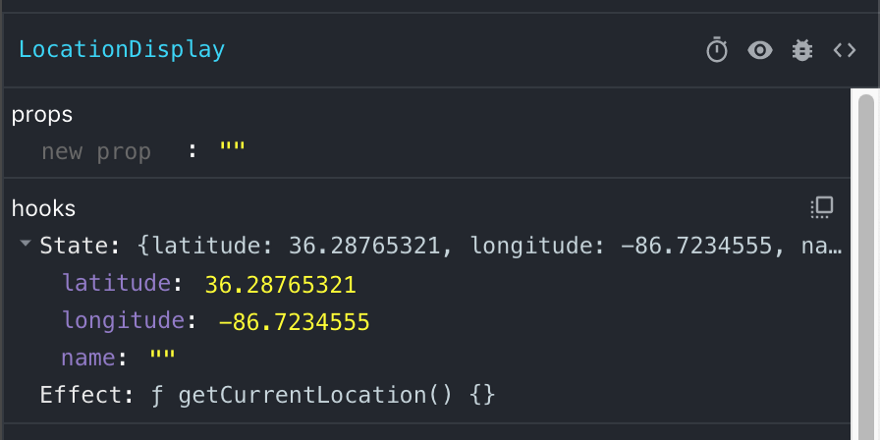 LocationDisplay
props
new prop : ""
hooks
State: {latitude: 36.28765321, longitude: -86.7234555, na…
latitude: 36.28765321
longitude: -86.7234555
name: ""
Effect: ƒ getCurrentLocation() {}